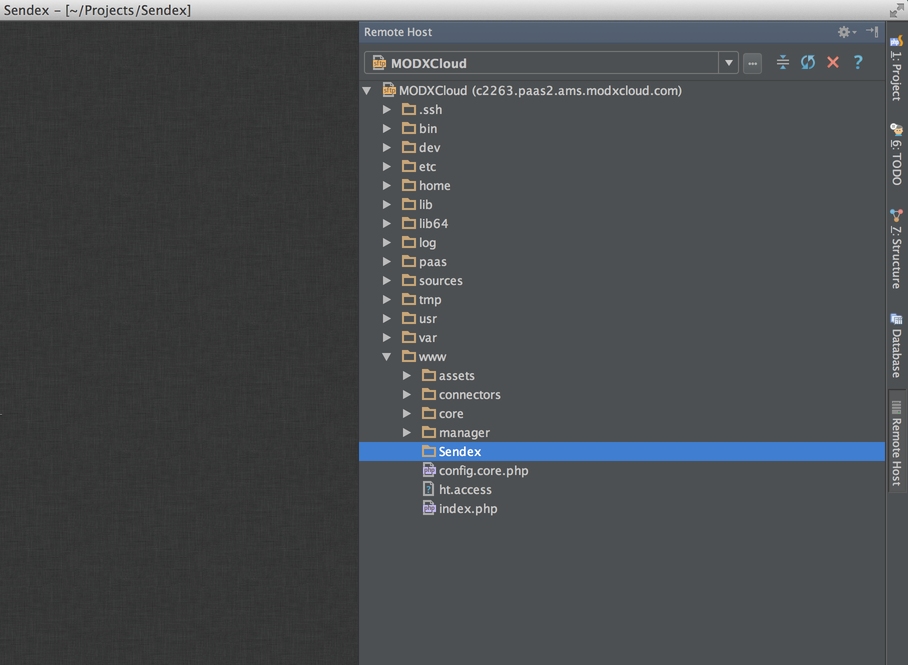 Sendex – [~/Projects/Sendex]
Remote Host
MODXCloud
...
?
MODXCloud (c2263.paas2.ams.modxcloud.com)
.ssh
bin
dev
etc
home
lib
lib64
log
paas
sources
tmp
usr
var
www
assets
connectors
core
manager
Sendex
config.core.php
ht.access
index.php
1: Project
6: TODO
Z: Structure
Database
Remote Host